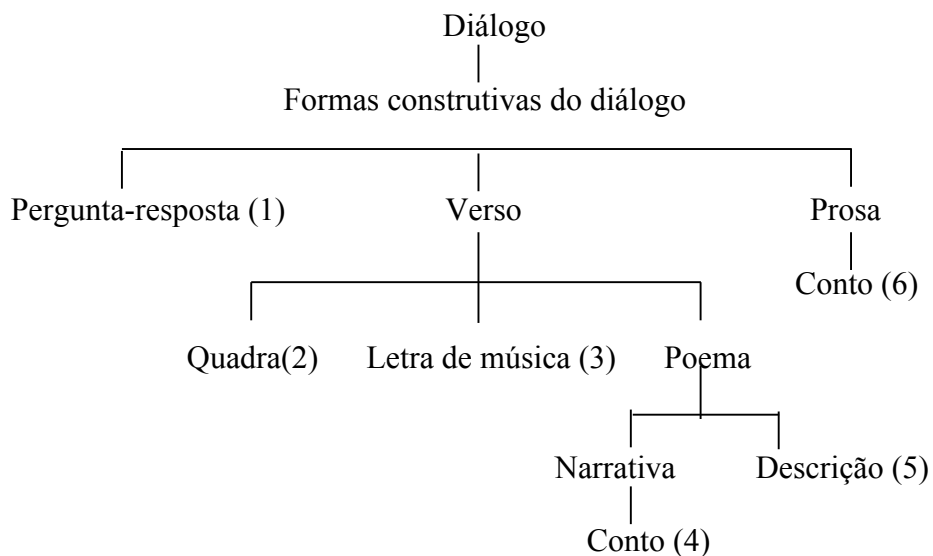 Diálogo
Formas construtivas do diálogo
Pergunta-resposta (1) Verso Prosa
Conto (6)
Quadra(2) Letra de música (3) Poema
Narrativa Descrição (5)
Conto (4)